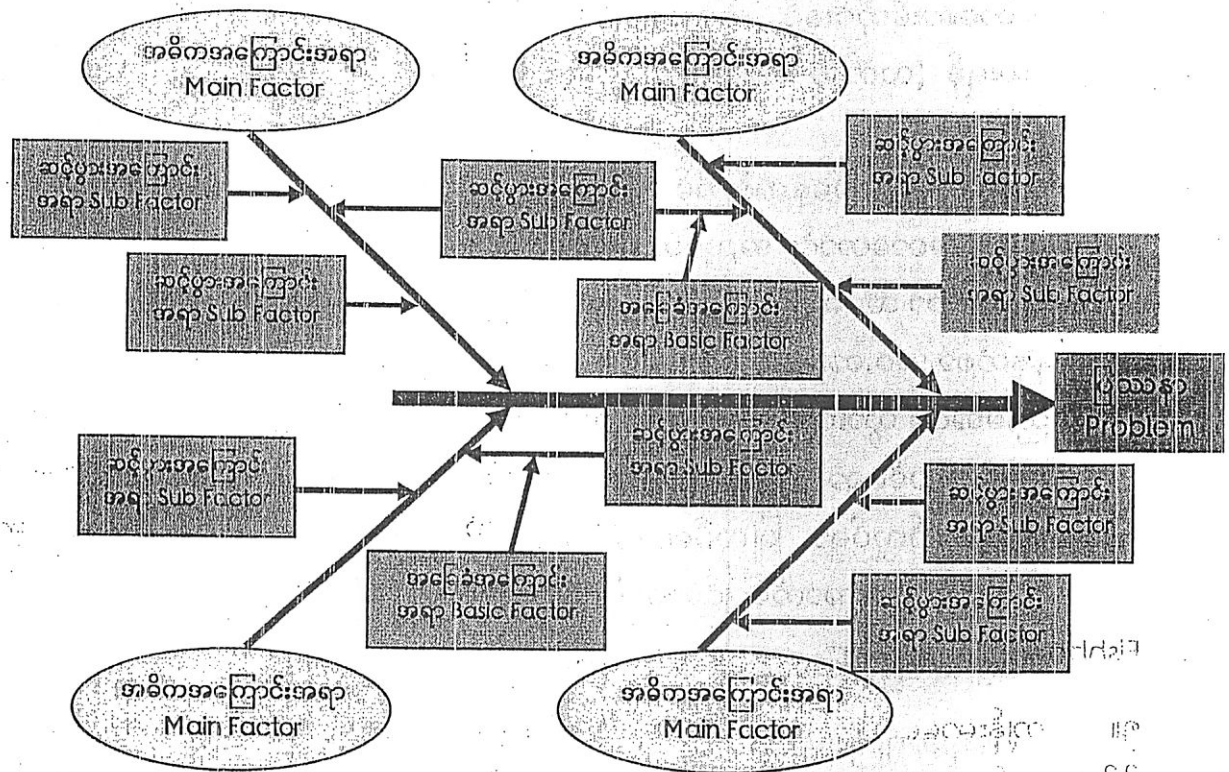 အဓိကအကြောင်းအရာ
Main Factor
အဓိကအကြောင်းအရာ
Main Factor
ဆင့်ပွားအကြောင်း
အရာ Sub Factor
ဆင့်ပွားအကြောင်း
အရာ Sub Factor
ဆင့်ပွားအကြောင်း
အရာ Sub Factor
ဆင့်ပွားအကြောင်း
အရာ Sub Factor
ဆင့်ပွားအကြောင်း
အရာ Sub Factor
အခြေခံအကြောင်း
အရာ Basic Factor
ပြဿနာ
Problem
ဆင့်ပွားအကြောင်း
အရာ Sub Factor
ဆင့်ပွားအကြောင်း
အရာ Sub Factor
ဆင့်ပွားအကြောင်း
အရာ Sub Factor
အခြေခံအကြောင်း
အရာ Basic Factor
ဆင့်ပွားအကြောင်း
အရာ Sub Factor
အဓိကအကြောင်းအရာ
Main Factor
အဓိကအကြောင်းအရာ
Main Factor